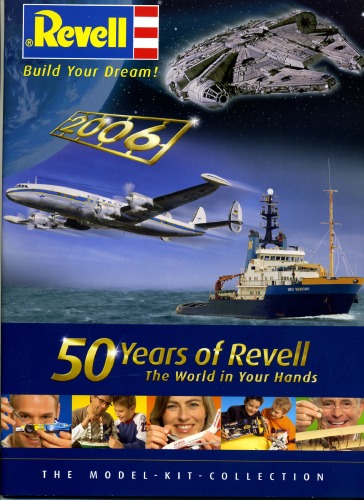 Revell
Build Your Dream!
2006
50 Years of Revell
The World in Your Hands
THE MODEL-KIT-COLLECTION